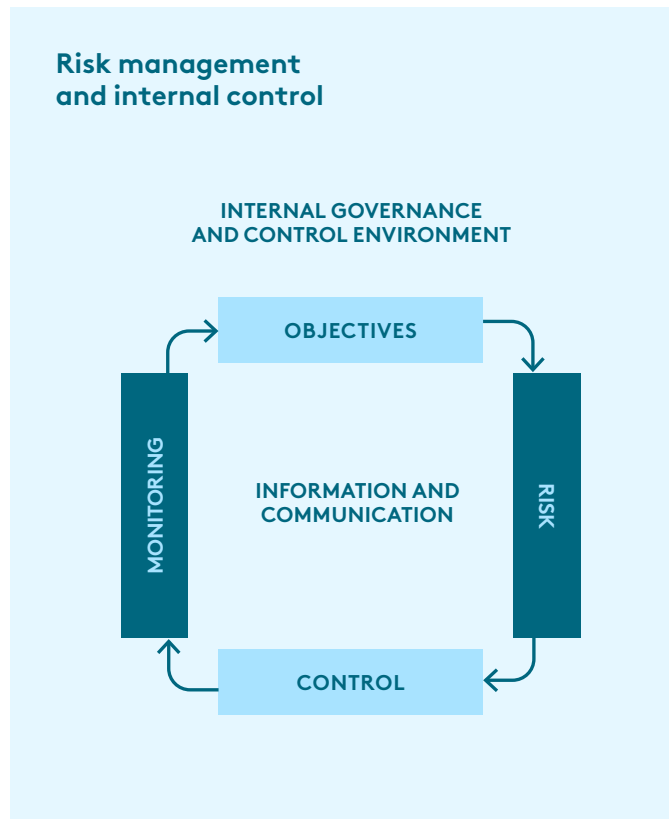 Risk management
and internal control
INTERNAL GOVERNANCE
AND CONTROL ENVIRONMENT
OBJECTIVES
MONITORING
INFORMATION AND
COMMUNICATION
RISK
CONTROL